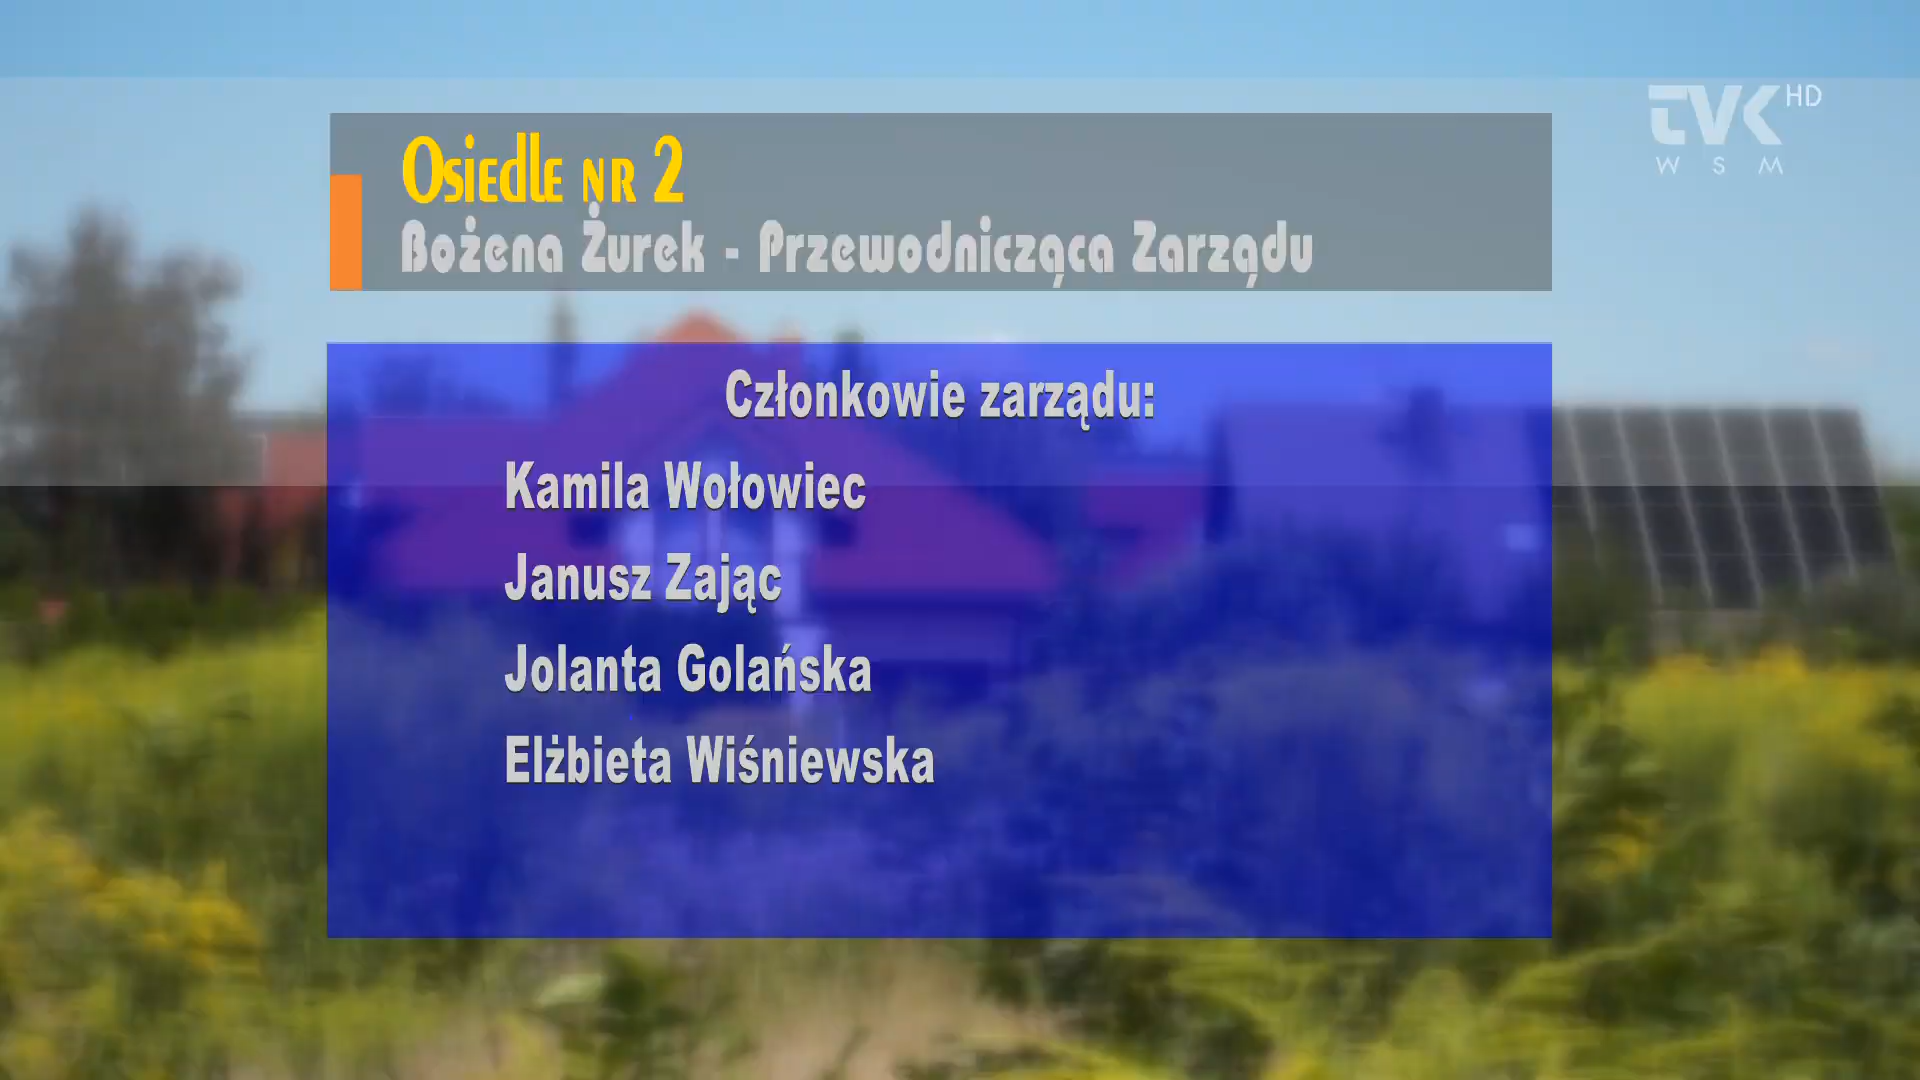 tVK HD
W S M
Osiedle nr 2
Bożena Żurek - Przewodnicząca Zarządu
Członkowie zarządu:
Kamila Wołowiec
Janusz Zając
Jolanta Golańska
Elżbieta Wiśniewska